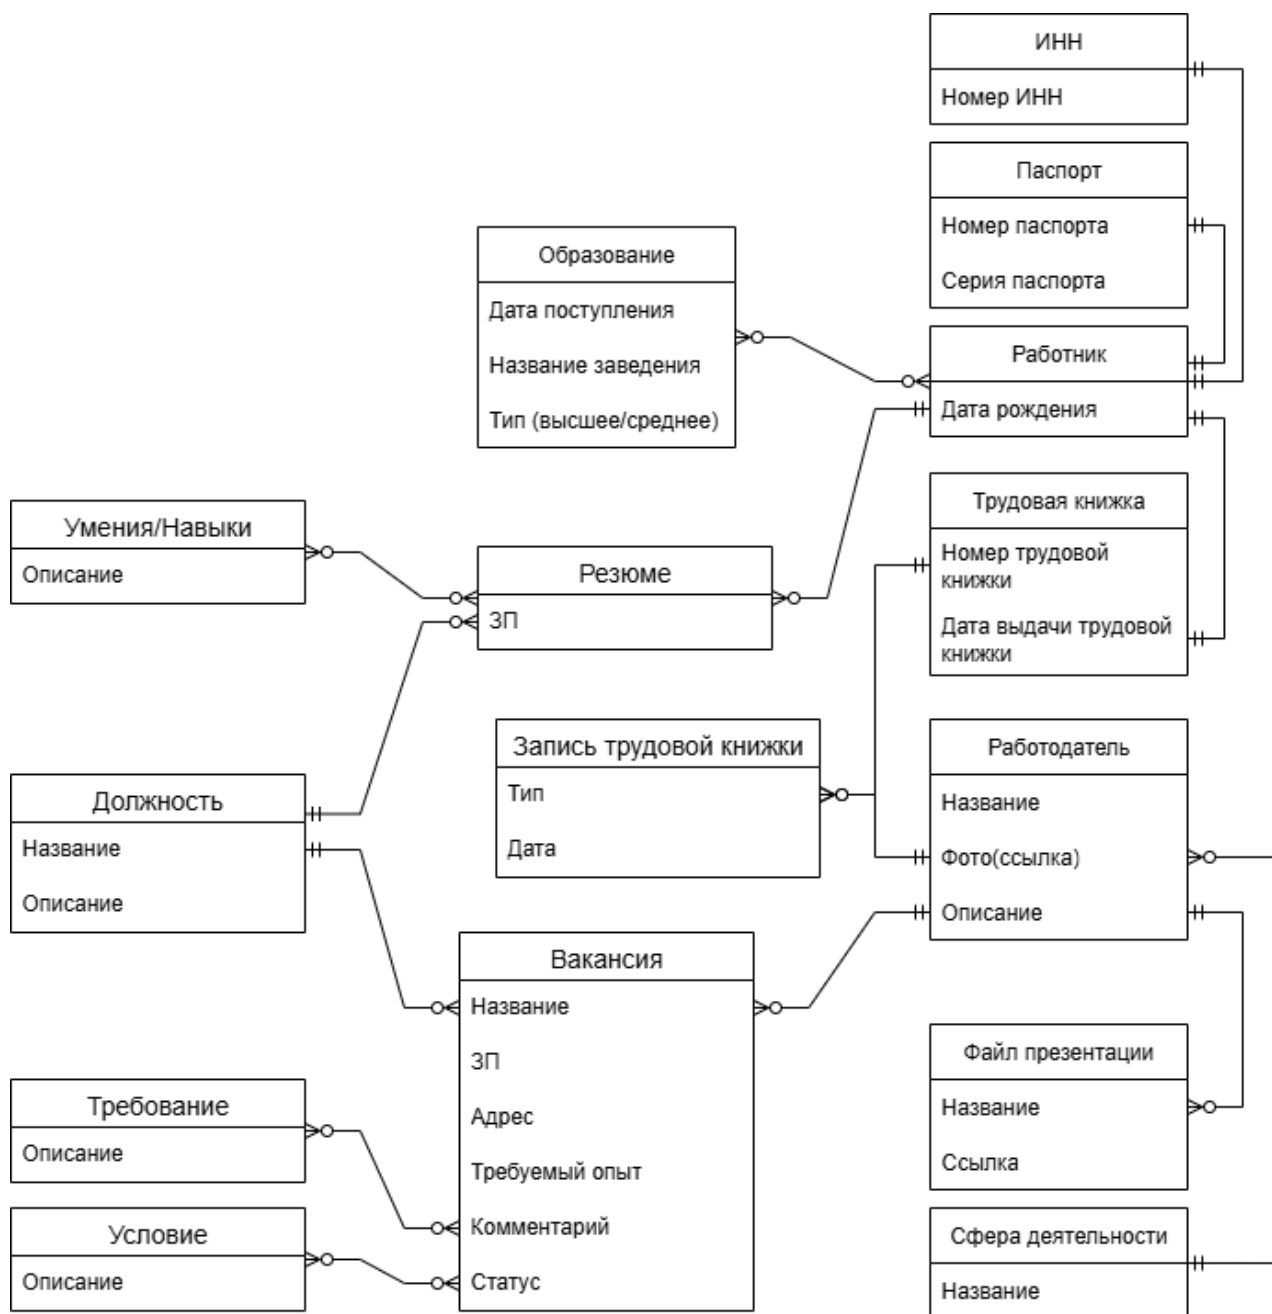 ИНН
Номер ИНН
Паспорт
Номер паспорта
Серия паспорта
Образование
Дата поступления
Название заведения
Тип (высшее/среднее)
Работник
Дата рождения
Умения/Навыки
Описание
Резюме
ЗП
Трудовая книжка
Номер трудовой
книжки
Дата выдачи трудовой
книжки
Запись трудовой книжки
Тип
Дата
Работодатель
Название
Фото(ссылка)
Описание
Должность
Название
Описание
Вакансия
Название
ЗП
Адрес
Требуемый опыт
Комментарий
Статус
Файл презентации
Название
Ссылка
Требование
Описание
Условие
Описание
Сфера деятельности
Название